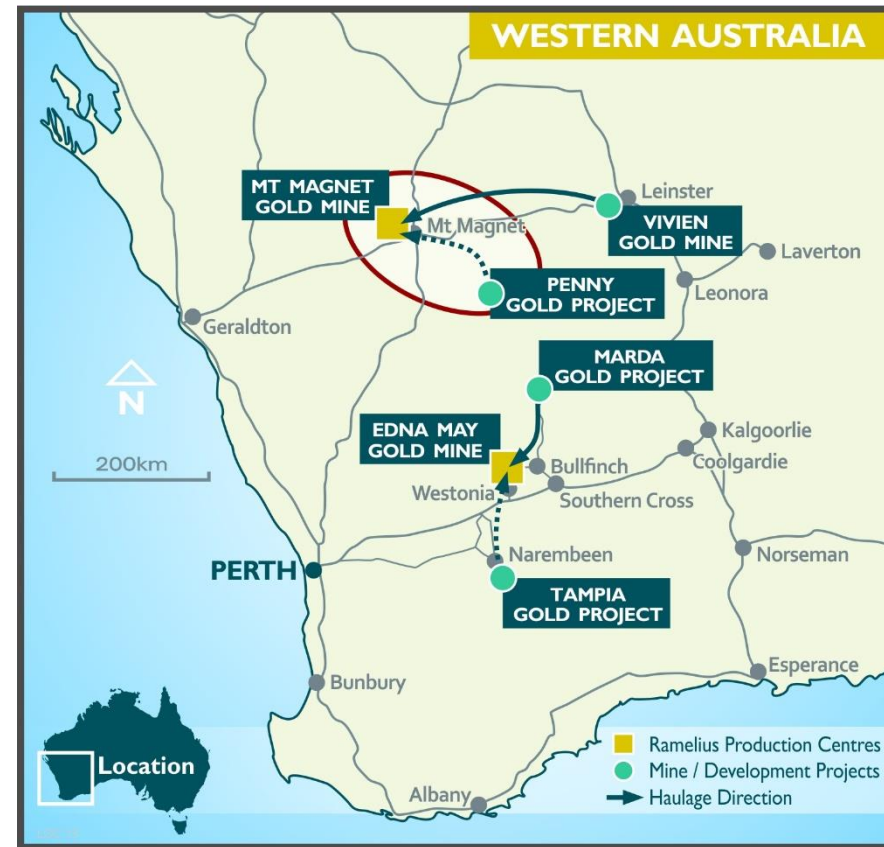 WESTERN AUSTRALIA
MT MAGNET
GOLD MINE
Mt Magnet
Leinster
VIVIEN
GOLD MINE
Laverton
PENNY
GOLD PROJECT
Leonora
Geraldton
N
200km
MARDA
GOLD PROJECT
EDNA MAY
GOLD MINE
Kalgoorlie
Bullfinch
Coolgardie
Westonia
Southern Cross
Narembeen
Norseman
PERTH
TAMPIA
GOLD PROJECT
Esperance
Bunbury
Albany
Location
Ramelius Production Centres
Mine / Development Projects
Haulage Direction